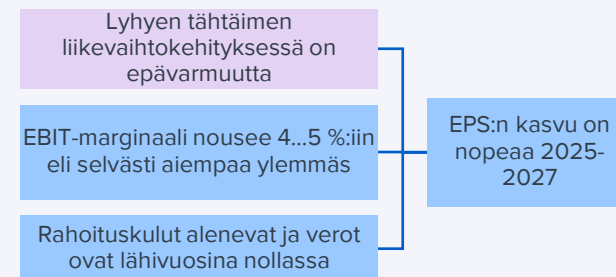 Lyhyen tähtäimen
liikevaihtokehityksessä on
epävarmuutta
EBIT-marginaali nousee 4...5 %:iin
eli selvästi aiempaa ylemmäs
Rahoituskulut alenevat ja verot
ovat lähivuosina nollassa
EPS:n kasvu on
nopeaa 2025-
2027